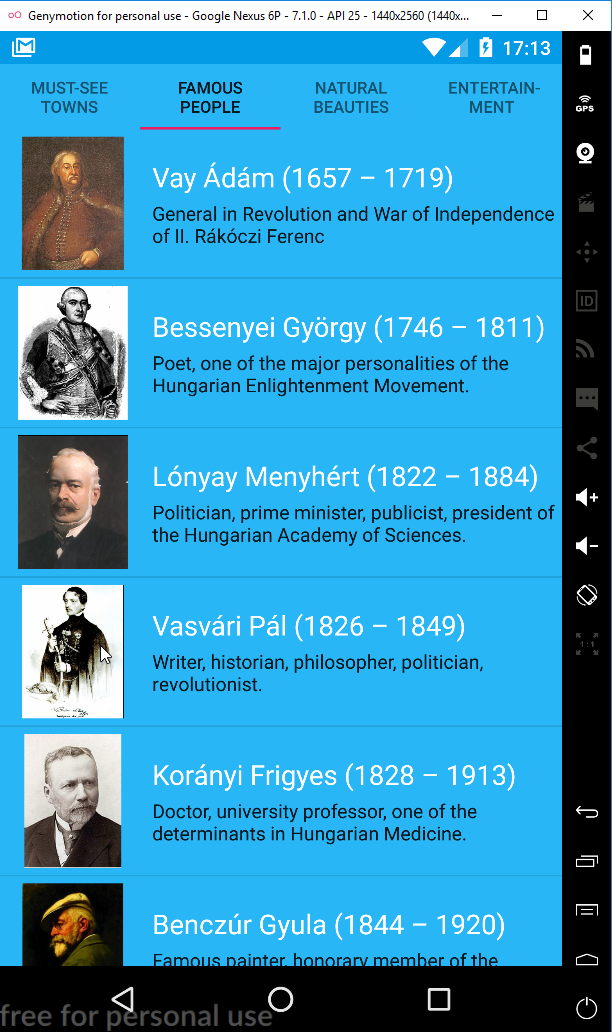 Genymotion for personal use - Google Nexus 6P - 7.1.0 - API 25 - 1440x2560 (1440x...
17:13
MUST-SEE
TOWNS
FAMOUS
PEOPLE
NATURAL
BEAUTIES
ENTERTAIN-
MENT
GPS
ID
1:1
Vay Ádám (1657 – 1719)
General in Revolution and War of Independence
of II. Rákóczi Ferenc
Bessenyei György (1746 – 1811)
Poet, one of the major personalities of the
Hungarian Enlightenment Movement.
Lónyay Menyhért (1822 – 1884)
Politician, prime minister, publicist, president of
the Hungarian Academy of Sciences.
Vasvári Pál (1826 – 1849)
Writer, historian, philosopher, politician,
revolutionist.
Korányi Frigyes (1828 – 1913)
Doctor, university professor, one of the
determinants in Hungarian Medicine.
Benczúr Gyula (1844 – 1920)
Famous painter, honorary member of the
free for personal use